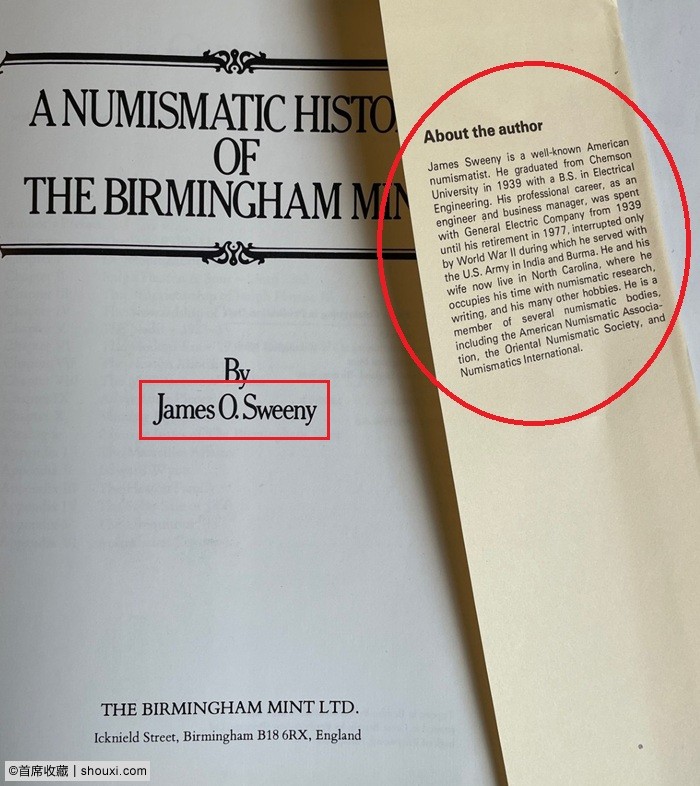 A NUMISMATIC HISTO
OF
THE BIRMINGHAM MIN
By
James O. Sweeny
THE BIRMINGHAM MINT LTD.
Icknield Street, Birmingham B18 6RX, England
About the author
James Sweeny is a well-known American
numismatist. He graduated from Chemson
University in 1939 with a B.S. in Electrical
Engineering. His professional career, as an
engineer and business manager, was spent
with General Electric Company from 1939
until his retirement in 1977, interrupted only
by World War II during which he served with
the U.S. Army in India and Burma. He and his
wife now live in North Carolina, where he
occupies his time with numismatic research,
writing, and his many other hobbies. He is a
member of several numismatic bodies,
including the American Numismatic Associa-
tion, the Oriental Numismatic Society, and
Numismatics International.
©首席收藏 | shouxi.com